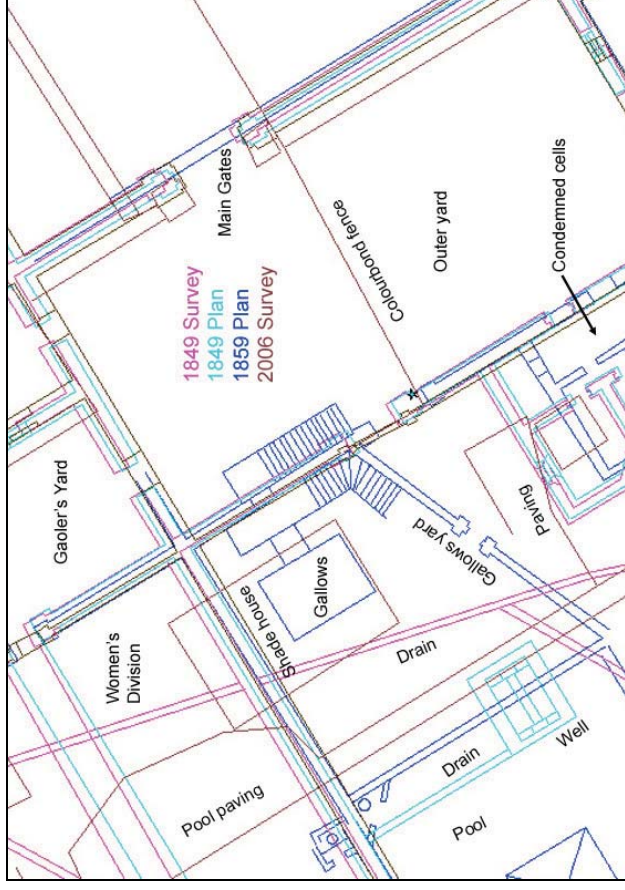 Main Gates
1849 Survey
1849 Plan
1859 Plan
2006 Survey
Colourbond fence
Outer yard
Condemned cells
Gaoler's Yard
Women's
Division
Shade house
Gallows
Gallows yard
Paving
Drain
Pool paving
Drain
Well
Pool